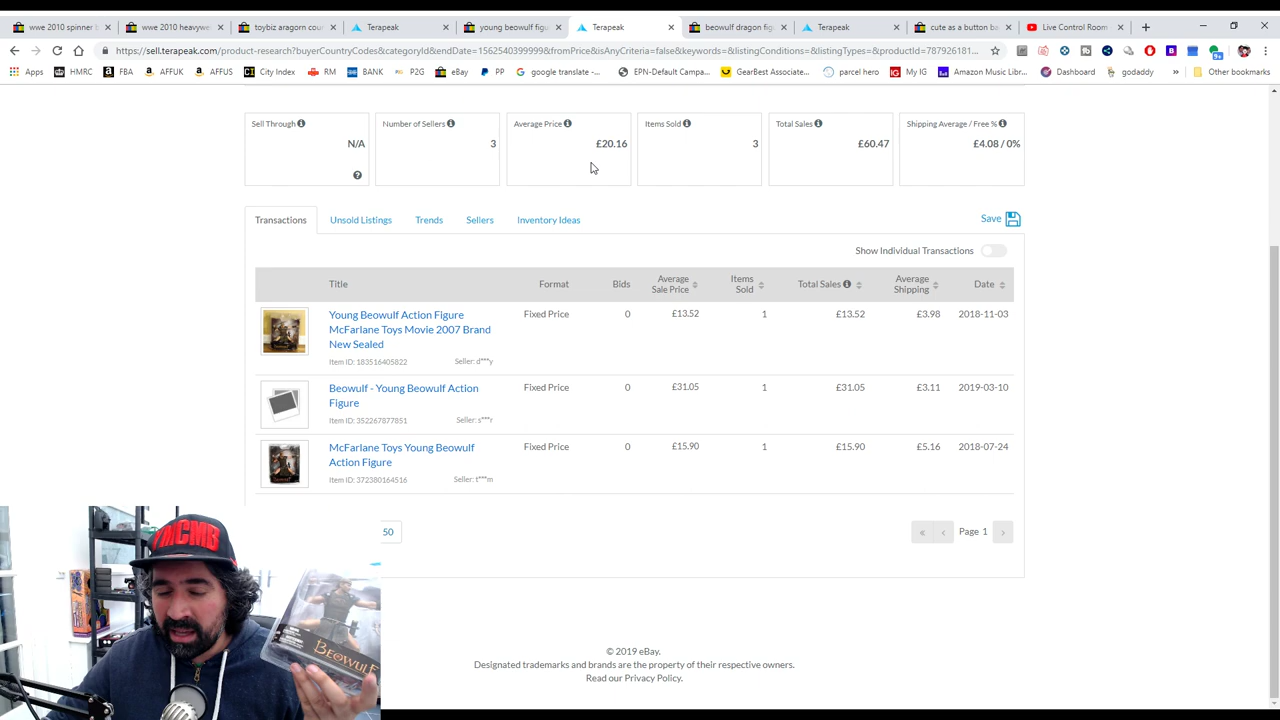 wwe 2010 spinner b
wwe 2010 heavywei
toybiz aragorn cou
Terapeak
young beowulf figu
Terapeak
beowulf dragon fig
Terapeak
cute as a button ba
Live Control Room
https://sell.terapeak.com/product-research?buyerCountryCodes&categoryId&endDate=1562540399999&fromPrice&isAnyCriteria=false&keywords=&listingConditions=&listingTypes=&productId=787926181...
Apps
HMRC
FBA
AFFUK
AFFUS
City Index
RM
BANK
P2G
eBay
PP
google translate -...
EPN-Default Campa...
GearBest Associate...
parcel hero
My IG
Amazon Music Libr...
Dashboard
godaddy
»
Other bookmarks
Sell Through
Number of Sellers
Average Price
Items Sold
Total Sales
Shipping Average / Free %
N/A
3
£20.16
3
£60.47
£4.08 / 0%
Transactions
Unsold Listings
Trends
Sellers
Inventory Ideas
Save
Show Individual Transactions
Title
Format
Bids
Average
Sale Price
Items
Sold
Total Sales
Average
Shipping
Date
Young Beowulf Action Figure
McFarlane Toys Movie 2007 Brand
New Sealed
Item ID: 183516405822
Seller: d***y
Fixed Price
0
£13.52
1
£13.52
£3.98
2018-11-03
Beowulf - Young Beowulf Action
Figure
Item ID: 352267877851
Seller: s***r
Fixed Price
0
£31.05
1
£31.05
£3.11
2019-03-10
McFarlane Toys Young Beowulf
Action Figure
Item ID: 372380164516
Seller: t***m
Fixed Price
0
£15.90
1
£15.90
£5.16
2018-07-24
50
«
‹
Page 1
›
© 2019 eBay.
Designated trademarks and brands are the property of their respective owners.
Read our Privacy Policy.
YMCMB
BEOWULF